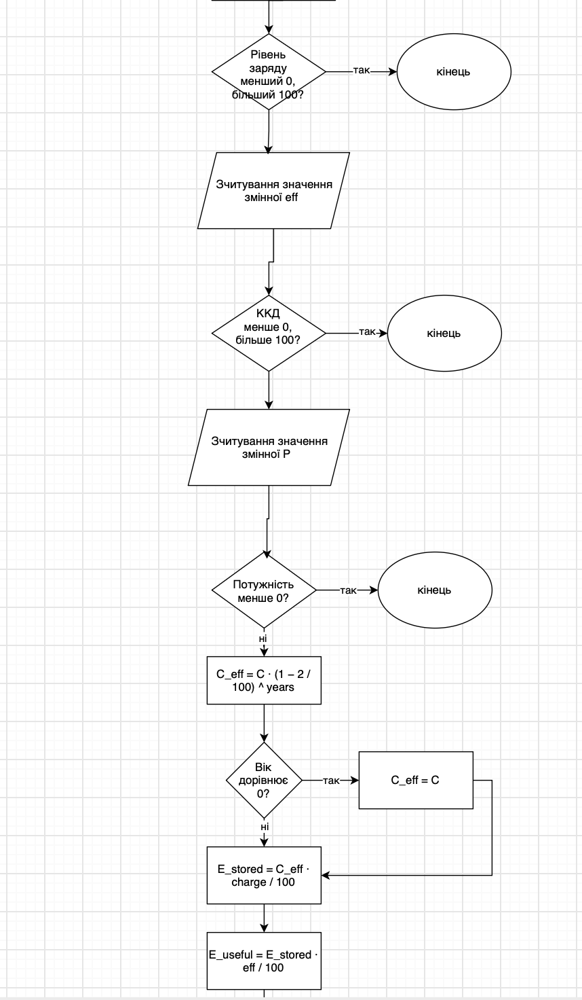 Рівень
заряду
менший 0,
більший 100?
так
кінець
Зчитування значення
змінної eff
ККД
менше 0,
більше 100?
так
кінець
Зчитування значення
змінної P
Потужність
менше 0?
так
кінець
ні
C_eff = C · (1 − 2 /
100) ^ years
Вік
дорівнює
0?
так
C_eff = C
ні
E_stored = C_eff ·
charge / 100
E_useful = E_stored ·
eff / 100